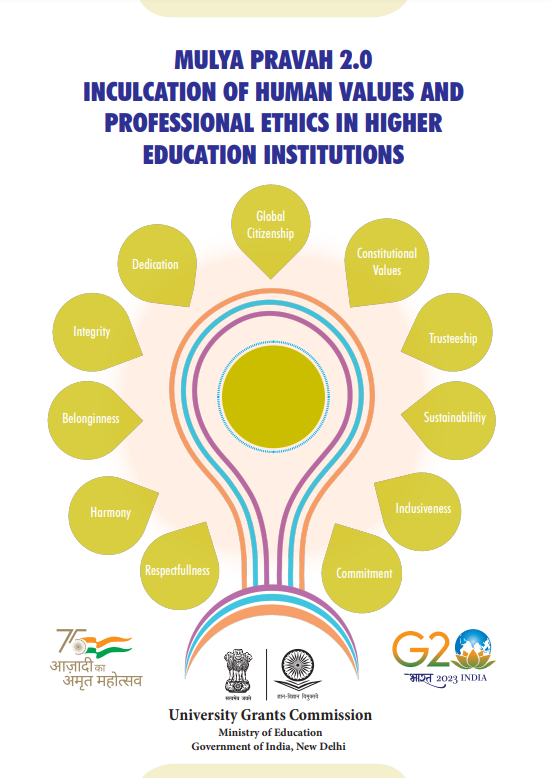 MULYA PRAVAH 2.0
INCULCATION OF HUMAN VALUES AND
PROFESSIONAL ETHICS IN HIGHER
EDUCATION INSTITUTIONS
Global
Citizenship
Dedication
Constitutional
Values
Integrity
Trusteeship
Belonginness
Sustainabilitiy
Harmony
Inclusiveness
Respectfullness
Commitment
75
आज़ादी का
अमृत महोत्सव
सत्यमेव जयते
ज्ञान-विज्ञान विमुक्तये
G20
भारत 2023 INDIA
University Grants Commission
Ministry of Education
Government of India, New Delhi